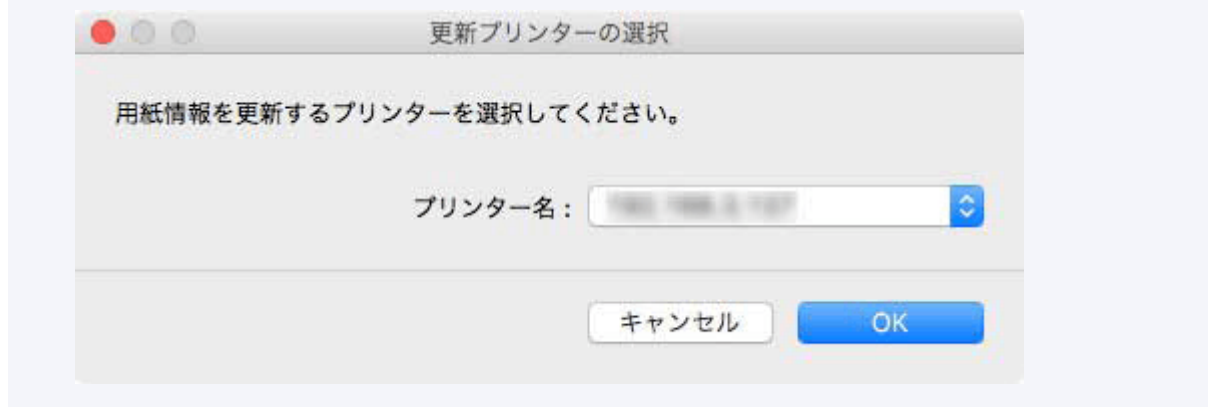 更新プリンターの選択
用紙情報を更新するプリンターを選択してください。
プリンター名：
キャンセル
OK